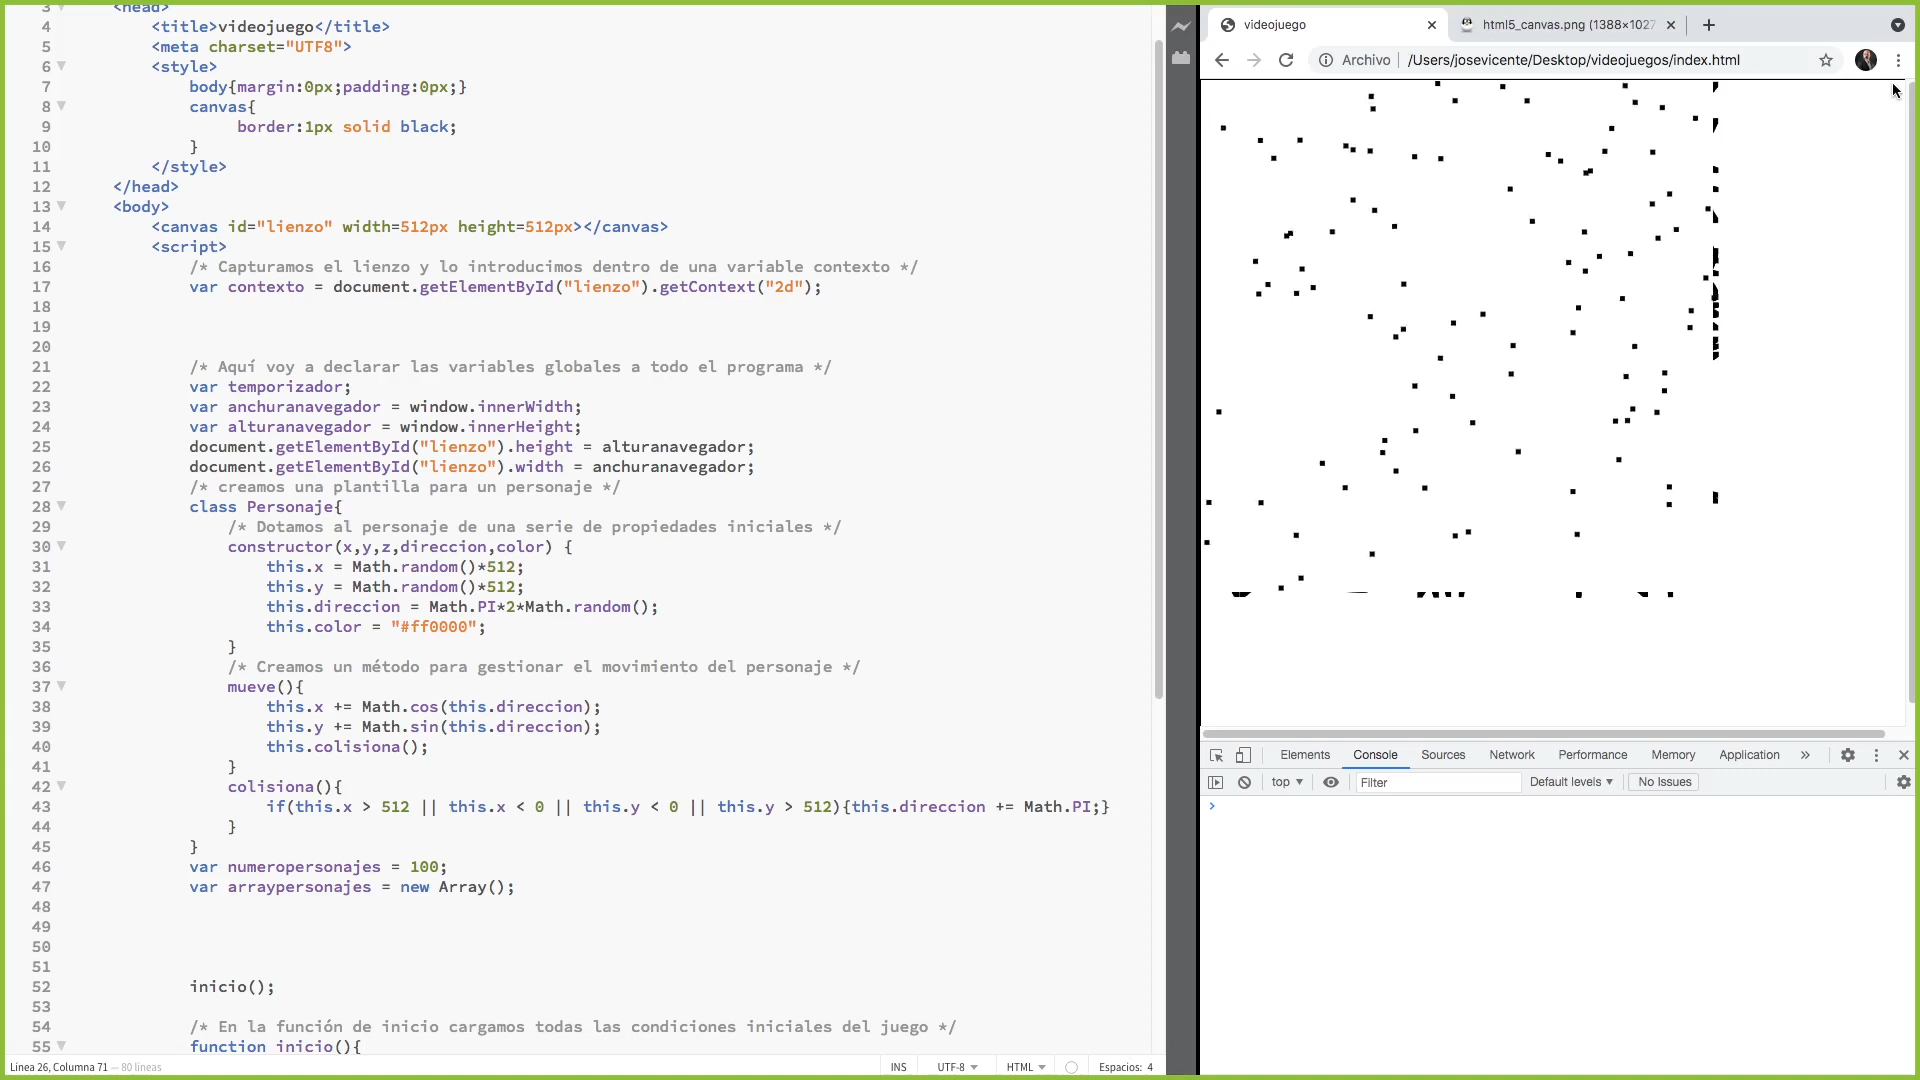 3 <head>
4 <title>videojuego</title>
5 <meta charset="UTF8">
6 <style>
7 body{margin:0px;padding:0px;}
8 canvas{
9 border:1px solid black;
10 }
11 </style>
12 </head>
13 <body>
14 <canvas id="lienzo" width=512px height=512px></canvas>
15 <script>
16 /* Capturamos el lienzo y lo introducimos dentro de una variable contexto */
17 var contexto = document.getElementById("lienzo").getContext("2d");
18
19
20
21 /* Aquí voy a declarar las variables globales a todo el programa */
22 var temporizador;
23 var anchuranavegador = window.innerWidth;
24 var alturanavegador = window.innerHeight;
25 document.getElementById("lienzo").height = alturanavegador;
26 document.getElementById("lienzo").width = anchuranavegador;
27 /* creamos una plantilla para un personaje */
28 class Personaje{
29 /* Dotamos al personaje de una serie de propiedades iniciales */
30 constructor(x,y,z,direccion,color) {
31 this.x = Math.random()*512;
32 this.y = Math.random()*512;
33 this.direccion = Math.PI*2*Math.random();
34 this.color = "#ff0000";
35 }
36 /* Creamos un método para gestionar el movimiento del personaje */
37 mueve(){
38 this.x += Math.cos(this.direccion);
39 this.y += Math.sin(this.direccion);
40 this.colisiona();
41 }
42 colisiona(){
43 if(this.x > 512 || this.x < 0 || this.y < 0 || this.y > 512){this.direccion += Math.PI;}
44 }
45 }
46 var numeropersonajes = 100;
47 var arraypersonajes = new Array();
48
49
50
51
52 inicio();
53
54 /* En la función de inicio cargamos todas las condiciones iniciales del juego */
55 function inicio(){
Línea 26, Columna 71 — 80 líneas INS UTF-8 HTML Espacios: 4
videojuego html5_canvas.png (1388×1027
Archivo /Users/josevicente/Desktop/videojuegos/index.html
Elements Console Sources Network Performance Memory Application »
top Filter Default levels No Issues